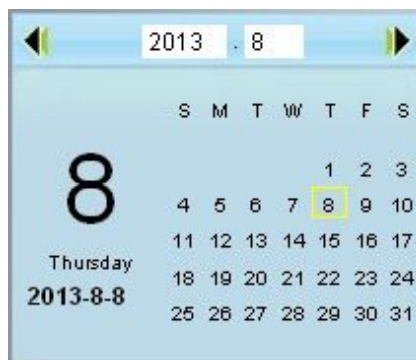 2013 . 8
S M T W T F S
1 2 3
4 5 6 7 8 9 10
11 12 13 14 15 16 17
18 19 20 21 22 23 24
25 26 27 28 29 30 31
8
Thursday
2013-8-8